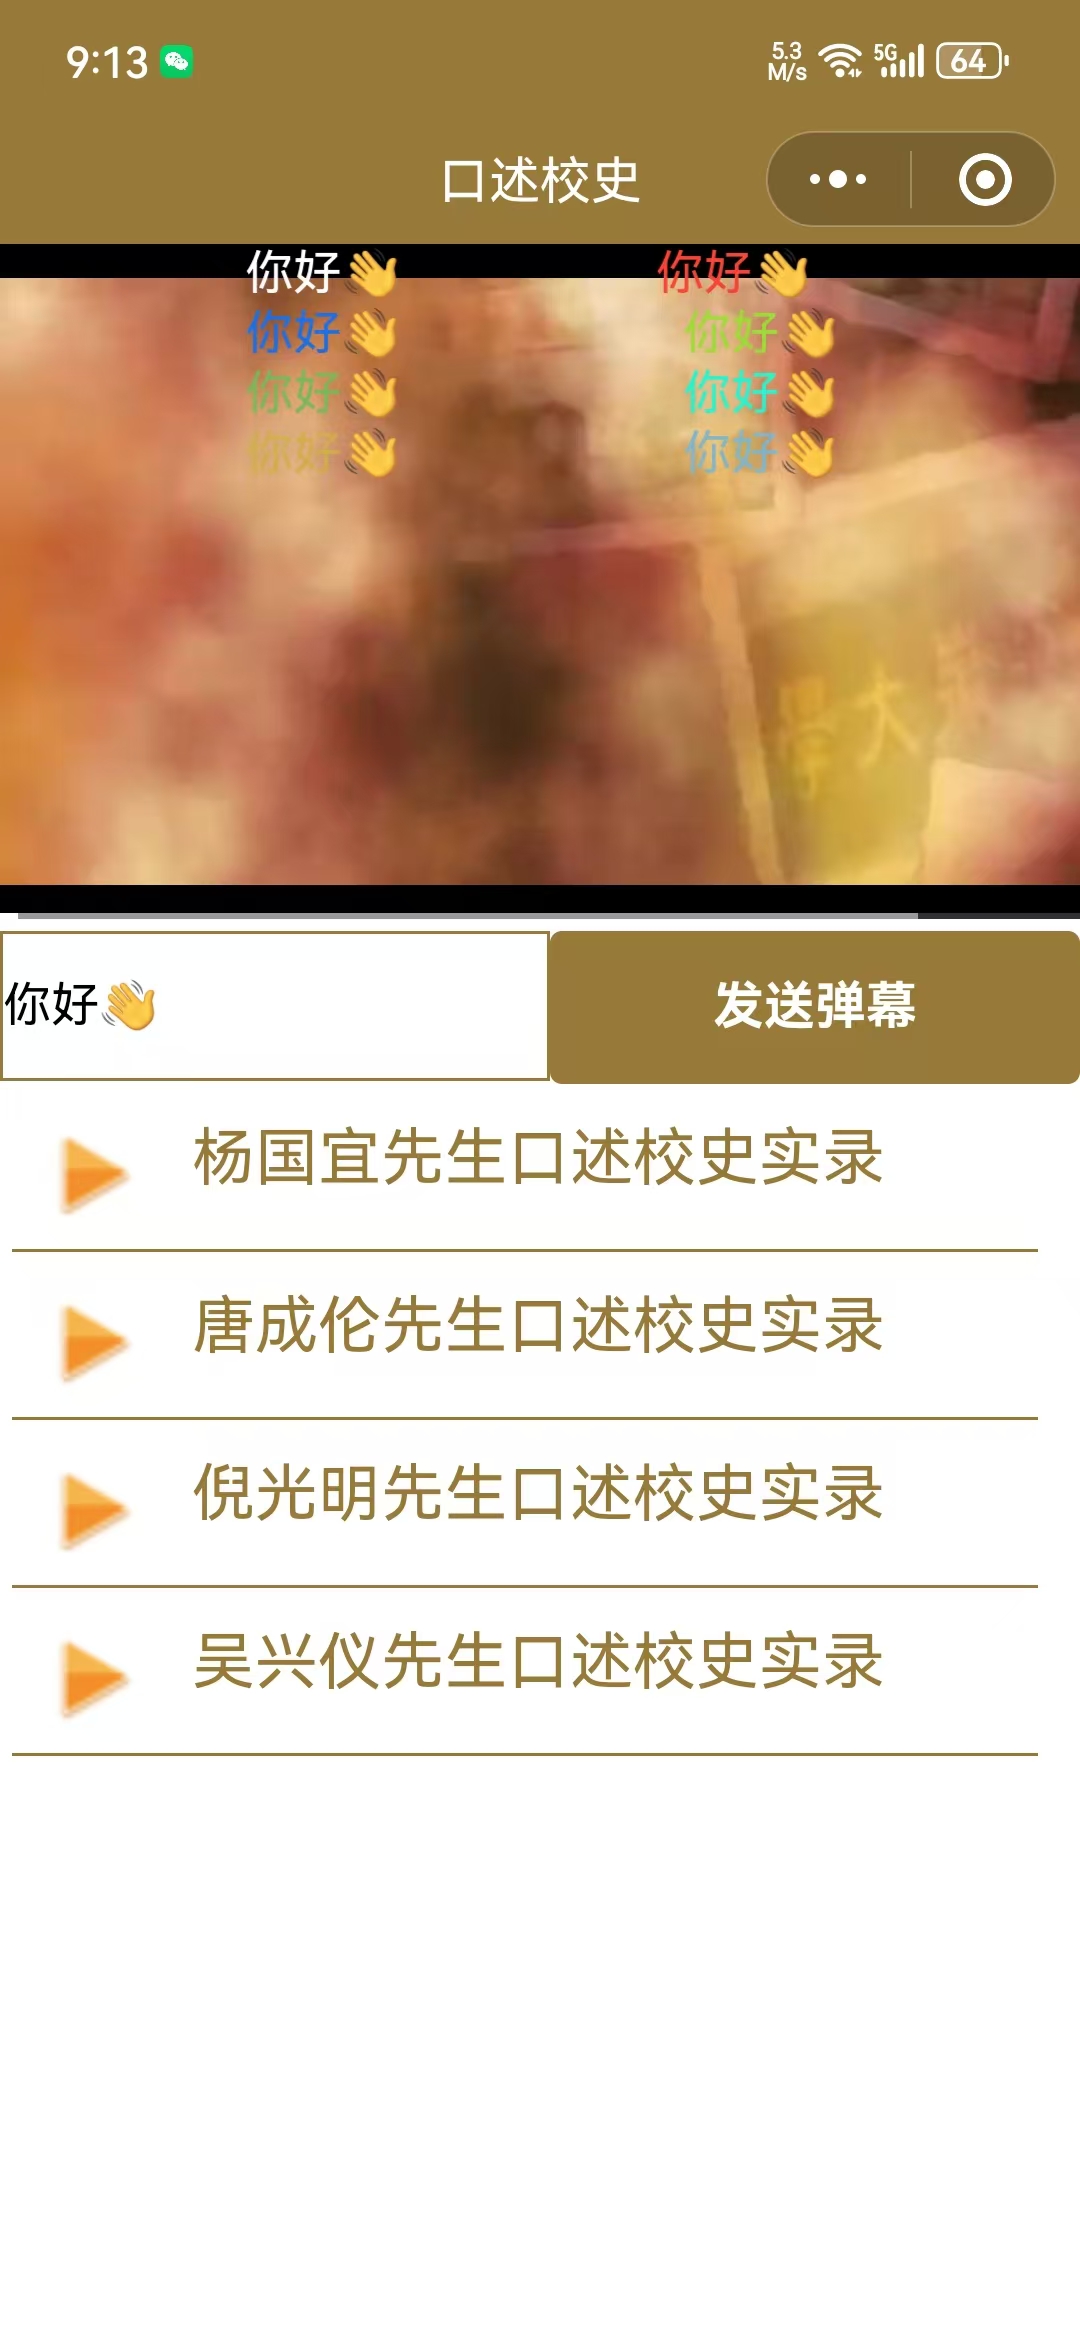 9:13
5.3 M/s 5G 64
口述校史
你好👋 你好👋
你好👋 你好👋
你好👋 你好👋
你好👋 你好👋
大
學
你好👋
发送弹幕
杨国宜先生口述校史实录
唐成伦先生口述校史实录
倪光明先生口述校史实录
吴兴仪先生口述校史实录